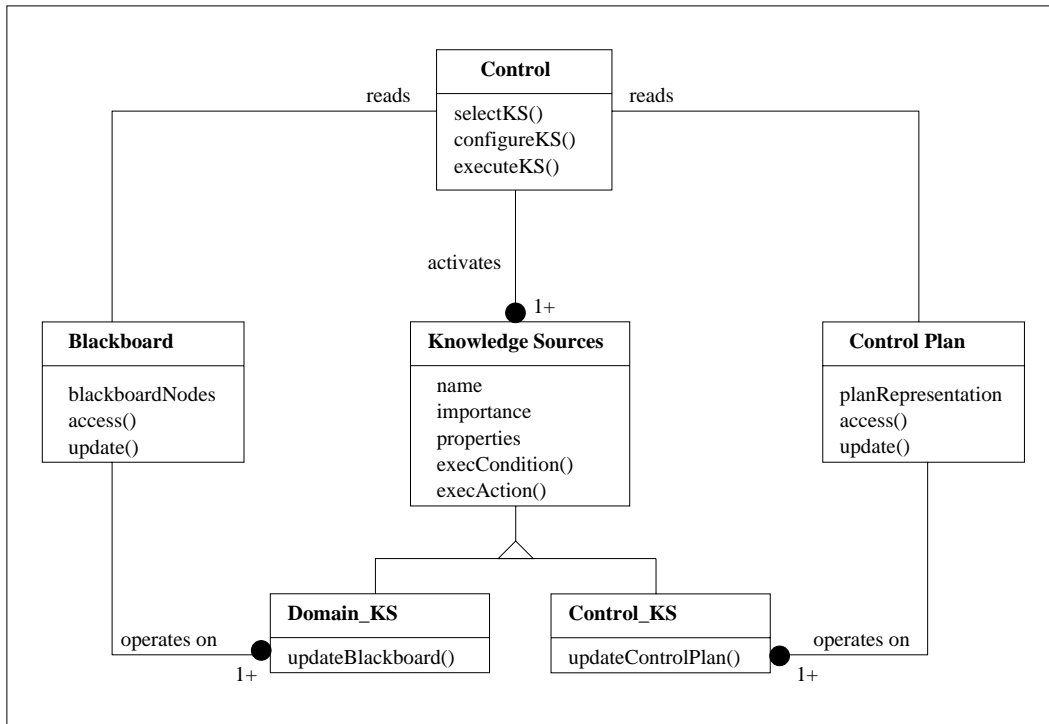 Control
reads
reads
selectKS()
configureKS()
executeKS()
activates
1+
Blackboard
blackboardNodes
access()
update()
Knowledge Sources
name
importance
properties
execCondition()
execAction()
Control Plan
planRepresentation
access()
update()
Domain_KS
updateBlackboard()
Control_KS
updateControlPlan()
operates on
1+
operates on
1+